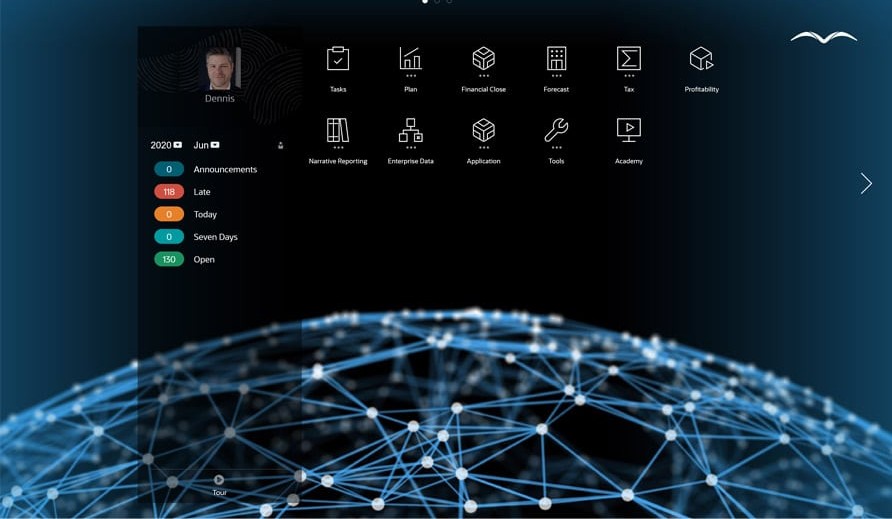 Dennis
2020 Jun
0 Announcements
118 Late
0 Today
0 Seven Days
130 Open
Tour
Tasks Plan Financial Close Forecast Tax Profitability
Narrative Reporting Enterprise Data Application Tools Academy